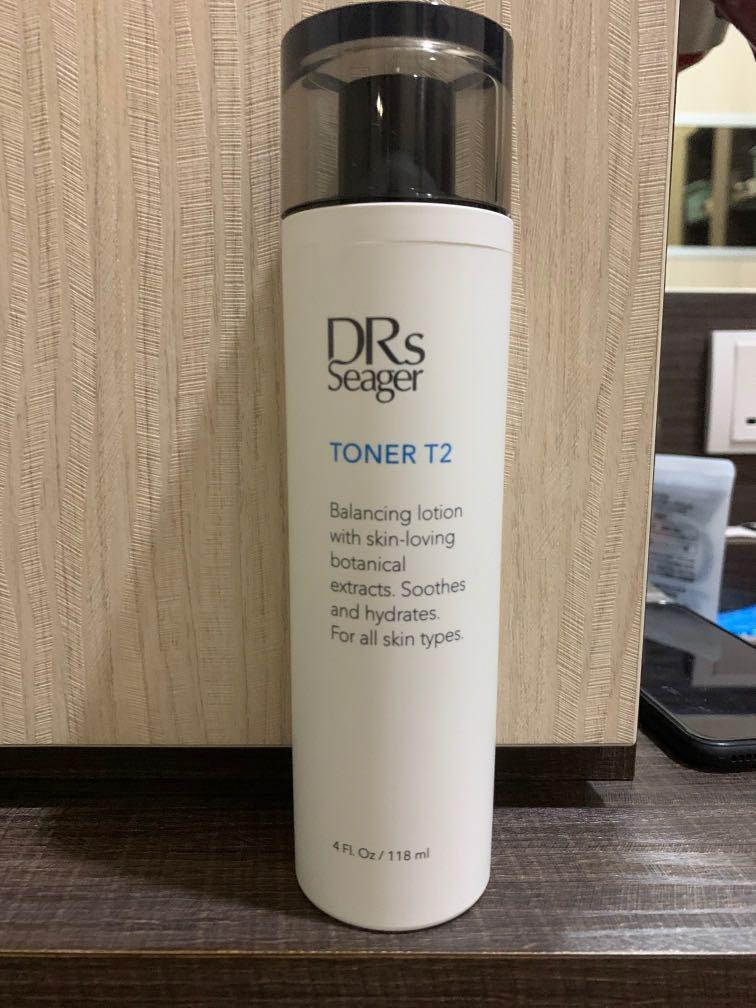 DRs
Seager
TONER T2
Balancing lotion
with skin-loving
botanical
extracts. Soothes
and hydrates.
For all skin types.
4 Fl. Oz / 118 ml